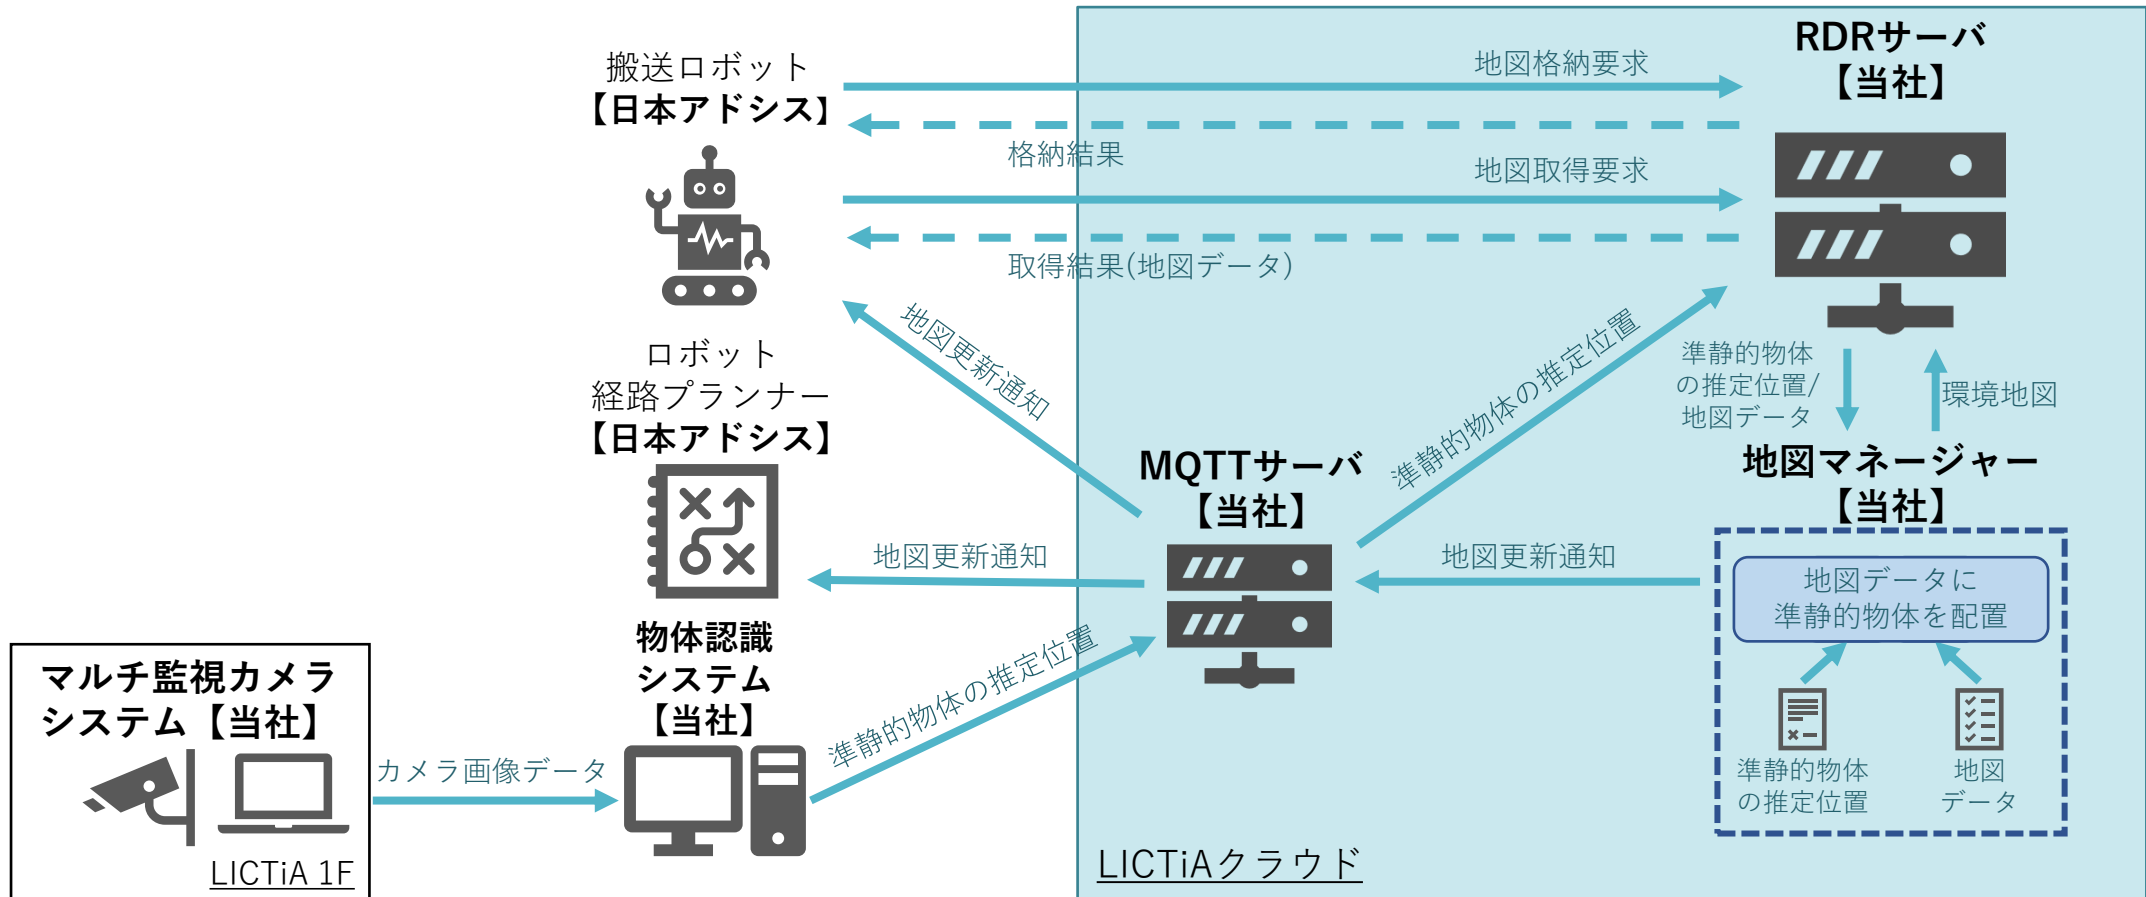 搬送ロボット
【日本アドシス】
地図格納要求
格納結果
地図取得要求
取得結果(地図データ)
RDRサーバ
【当社】
地図更新通知
準静的物体の推定位置
準静的物体
の推定位置/
地図データ
環境地図
ロボット
経路プランナー
【日本アドシス】
地図更新通知
MQTTサーバ
【当社】
地図更新通知
地図マネージャー
【当社】
地図データに
準静的物体を配置
準静的物体
の推定位置
地図
データ
マルチ監視カメラ
システム【当社】
LICTiA 1F
カメラ画像データ
物体認識
システム
【当社】
準静的物体の推定位置
LICTiAクラウド